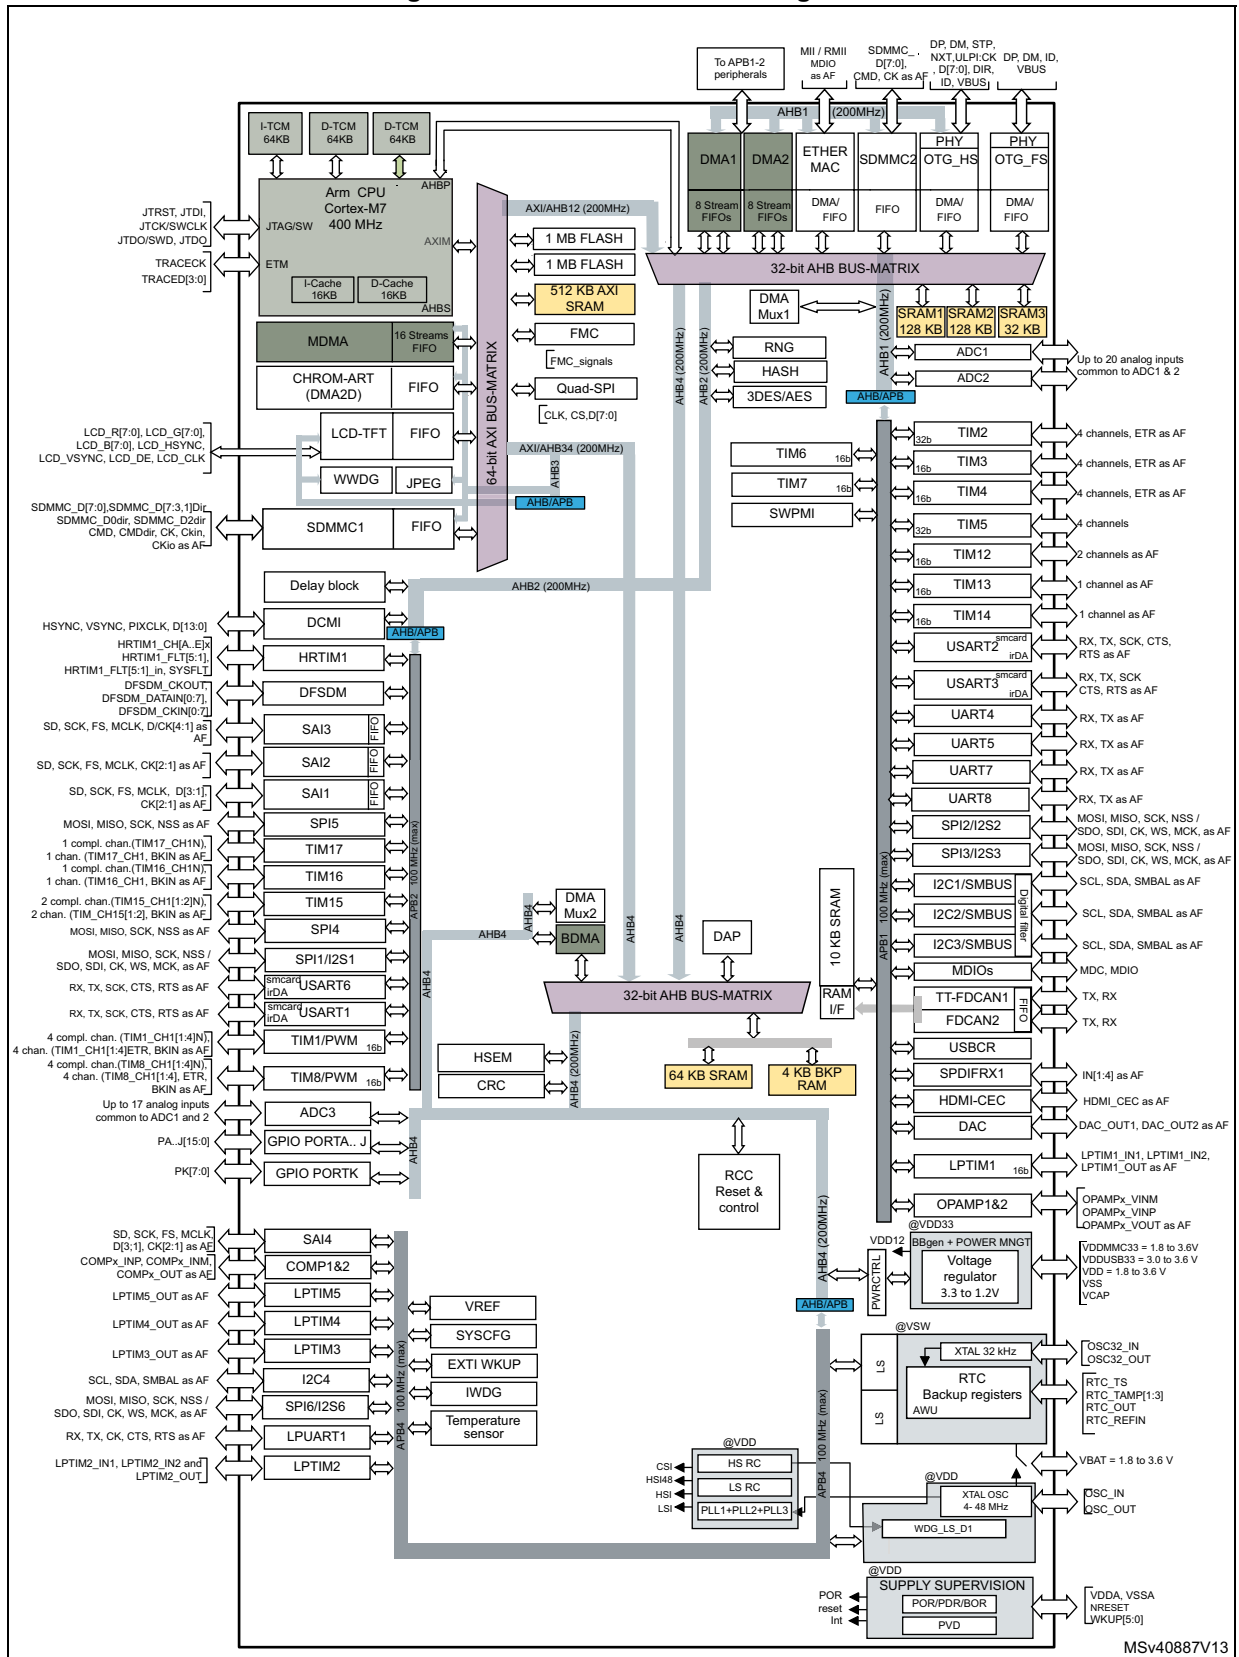 To APB1-2
peripherals
MII / RMII
MDIO
as AF
SDMMC_
D[7:0],
CMD, CK as AF
DP, DM, STP,
NXT,ULPI:CK
, D[7:0], DIR,
ID, VBUS
DP, DM, ID,
VBUS
AHB1 (200MHz)
I-TCM
64KB
D-TCM
64KB
D-TCM
64KB
AHBP
Arm CPU
Cortex-M7
400 MHz
JTAG/SW
AXIM
ETM
I-Cache
16KB
D-Cache
16KB
AHBS
JTRST, JTDI,
JTCK/SWCLK
JTDO/SWD, JTDO
TRACECK
TRACED[3:0]
DMA1
8 Stream
FIFOs
DMA2
8 Stream
FIFOs
ETHER
MAC
DMA/
FIFO
SDMMC2
FIFO
PHY
OTG_HS
DMA/
FIFO
PHY
OTG_FS
DMA/
FIFO
AXI/AHB12 (200MHz)
1 MB FLASH
1 MB FLASH
512 KB AXI
SRAM
FMC
FMC_signals
Quad-SPI
CLK, CS,D[7:0]
64-bit AXI BUS-MATRIX
32-bit AHB BUS-MATRIX
DMA
Mux1
AHB1 (200MHz)
SRAM1
128 KB
SRAM2
128 KB
SRAM3
32 KB
ADC1
ADC2
Up to 20 analog inputs
common to ADC1 & 2
AHB/APB
AHB4 (200MHz)
AHB2 (200MHz)
RNG
HASH
3DES/AES
MDMA
16 Streams
FIFO
CHROM-ART
(DMA2D)
FIFO
LCD-TFT
FIFO
WWDG
JPEG
SDMMC1
FIFO
LCD_R[7:0], LCD_G[7:0],
LCD_B[7:0], LCD_HSYNC,
LCD_VSYNC, LCD_DE, LCD_CLK
SDMMC_D[7:0],SDMMC_D[7:3,1]Dir
SDMMC_D0dir, SDMMC_D2dir
CMD, CMDdir, CK, Ckin,
CKio as AF
AXI/AHB34 (200MHz)
AHB3
AHB/APB
TIM6
16b
TIM7
16b
SWPMI
TIM2
32b
4 channels, ETR as AF
TIM3
16b
4 channels, ETR as AF
TIM4
16b
4 channels, ETR as AF
TIM5
32b
4 channels
TIM12
16b
2 channels as AF
TIM13
16b
1 channel as AF
TIM14
16b
1 channel as AF
USART2
smcard
irDA
RX, TX, SCK, CTS,
RTS as AF
USART3
smcard
irDA
RX, TX, SCK
CTS, RTS as AF
UART4
RX, TX as AF
UART5
RX, TX as AF
UART7
RX, TX as AF
UART8
RX, TX as AF
SPI2/I2S2
MOSI, MISO, SCK, NSS /
SDO, SDI, CK, WS, MCK, as AF
SPI3/I2S3
MOSI, MISO, SCK, NSS /
SDO, SDI, CK, WS, MCK, as AF
I2C1/SMBUS
SCL, SDA, SMBAL as AF
I2C2/SMBUS
SCL, SDA, SMBAL as AF
I2C3/SMBUS
SCL, SDA, SMBAL as AF
Digital filter
MDIOs
MDC, MDIO
TT-FDCAN1
TX, RX
FDCAN2
TX, RX
FIFO
USBCR
SPDIFRX1
IN[1:4] as AF
HDMI-CEC
HDMI_CEC as AF
DAC
DAC_OUT1, DAC_OUT2 as AF
LPTIM1
16b
LPTIM1_IN1, LPTIM1_IN2,
LPTIM1_OUT as AF
OPAMP1&2
OPAMPx_VINM
OPAMPx_VINP
OPAMPx_VOUT as AF
APB1 100 MHz (max)
10 KB SRAM
RAM
I/F
Delay block
AHB2 (200MHz)
DCMI
HSYNC, VSYNC, PIXCLK, D[13:0]
AHB/APB
HRTIM1
HRTIM1_CH[A..E]x
HRTIM1_FLT[5:1],
HRTIM1_FLT[5:1]_in, SYSFLT
DFSDM
DFSDM_CKOUT,
DFSDM_DATAIN[0:7],
DFSDM_CKIN[0:7]
SAI3
FIFO
SD, SCK, FS, MCLK, D/CK[4:1] as
AF
SAI2
FIFO
SD, SCK, FS, MCLK, CK[2:1] as AF
SAI1
FIFO
SD, SCK, FS, MCLK, D[3:1],
CK[2:1] as AF
SPI5
MOSI, MISO, SCK, NSS as AF
TIM17
1 compl. chan.(TIM17_CH1N),
1 chan. (TIM17_CH1, BKIN as AF
TIM16
1 compl. chan.(TIM16_CH1N),
1 chan. (TIM16_CH1, BKIN as AF
TIM15
2 compl. chan.(TIM15_CH1[1:2]N),
2 chan. (TIM_CH15[1:2], BKIN as AF
SPI4
MOSI, MISO, SCK, NSS as AF
SPI1/I2S1
MOSI, MISO, SCK, NSS /
SDO, SDI, CK, WS, MCK, as AF
USART6
smcard
irDA
RX, TX, SCK, CTS, RTS as AF
USART1
smcard
irDA
RX, TX, SCK, CTS, RTS as AF
TIM1/PWM
16b
4 compl. chan. (TIM1_CH1[1:4]N),
4 chan. (TIM1_CH1[1:4]ETR, BKIN as AF
TIM8/PWM
16b
4 compl. chan. (TIM8_CH1[1:4]N),
4 chan. (TIM8_CH1[1:4], ETR,
BKIN as AF
APB2 100 MHz (max)
AHB4
AHB4
AHB4
DMA
Mux2
BDMA
AHB4
AHB4
DAP
32-bit AHB BUS-MATRIX
HSEM
CRC
AHB4 (200MHz)
64 KB SRAM
4 KB BKP
RAM
ADC3
Up to 17 analog inputs
common to ADC1 and 2
GPIO PORTA.. J
PA..J[15:0]
GPIO PORTK
PK[7:0]
AHB4
RCC
Reset &
control
AHB4 (200MHz)
AHB/APB
VDD12
PWRCTRL
@VDD33
BBgen + POWER MNGT
Voltage
regulator
3.3 to 1.2V
VDDMMC33 = 1.8 to 3.6V
VDDUSB33 = 3.0 to 3.6 V
VDD = 1.8 to 3.6 V
VSS
VCAP
SAI4
SD, SCK, FS, MCLK,
D[3;1], CK[2:1] as AF
COMP1&2
COMPx_INP, COMPx_INM,
COMPx_OUT as AF
LPTIM5
LPTIM5_OUT as AF
LPTIM4
LPTIM4_OUT as AF
LPTIM3
LPTIM3_OUT as AF
I2C4
SCL, SDA, SMBAL as AF
SPI6/I2S6
MOSI, MISO, SCK, NSS /
SDO, SDI, CK, WS, MCK, as AF
LPUART1
RX, TX, CK, CTS, RTS as AF
LPTIM2
LPTIM2_IN1, LPTIM2_IN2 and
LPTIM2_OUT
APB4 100 MHz (max)
VREF
SYSCFG
EXTI WKUP
IWDG
Temperature
sensor
APB4 100 MHz (max)
@VSW
LS
LS
XTAL 32 kHz
RTC
Backup registers
AWU
OSC32_IN
OSC32_OUT
RTC_TS
RTC_TAMP[1:3]
RTC_OUT
RTC_REFIN
VBAT = 1.8 to 3.6 V
@VDD
HS RC
LS RC
PLL1+PLL2+PLL3
CSI
HSI48
HSI
LSI
@VDD
XTAL OSC
4- 48 MHz
WDG_LS_D1
OSC_IN
OSC_OUT
@VDD
SUPPLY SUPERVISION
POR/PDR/BOR
PVD
POR
reset
Int
VDDA, VSSA
NRESET
WKUP[5:0]
MSv40887V13